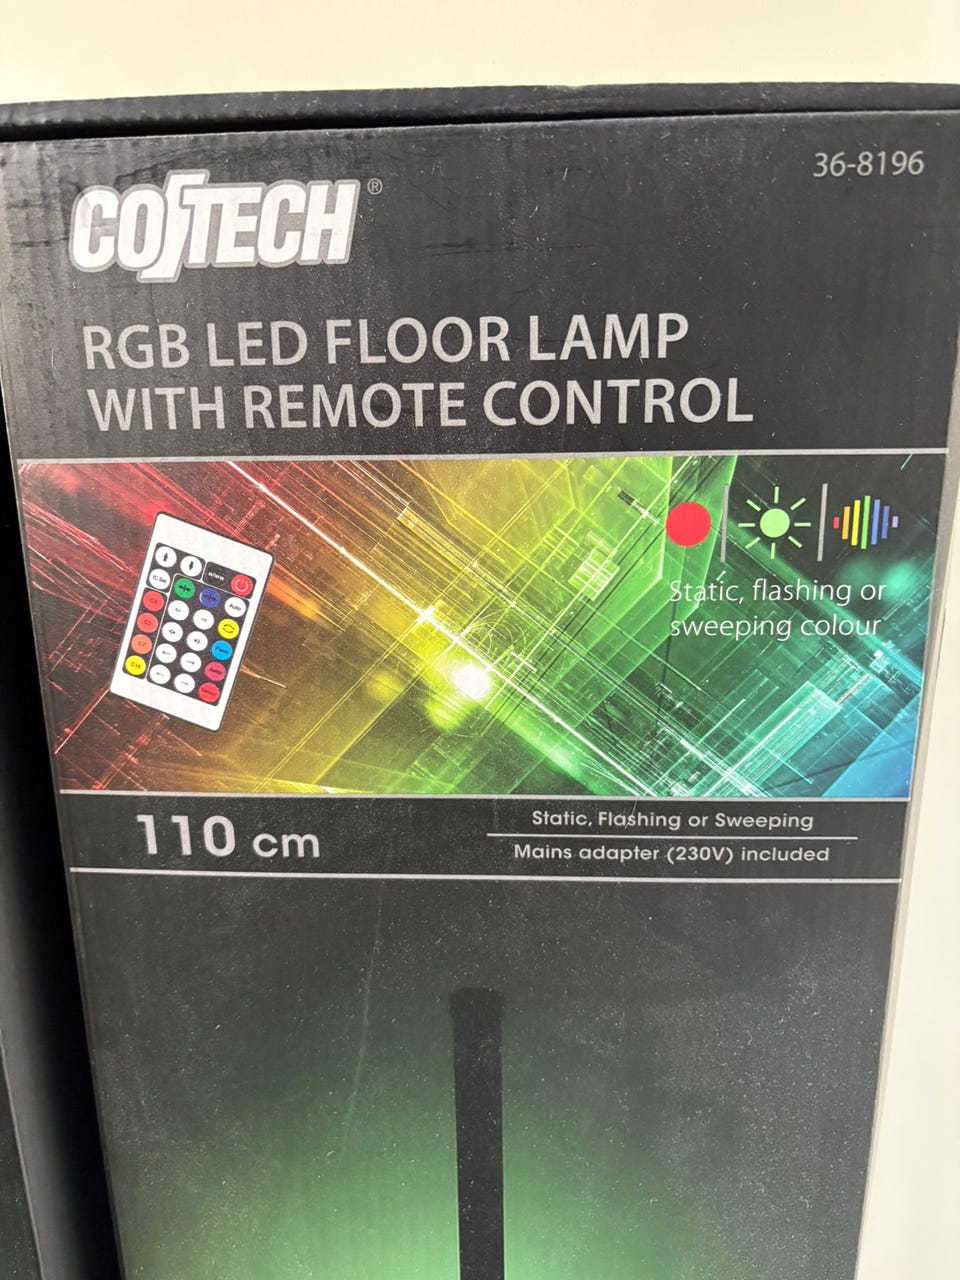 36-8196
COTECH®
RGB LED FLOOR LAMP
WITH REMOTE CONTROL
Static, flashing or
sweeping colour
110 cm
Static, Flashing or Sweeping
Mains adapter (230V) included
Auto